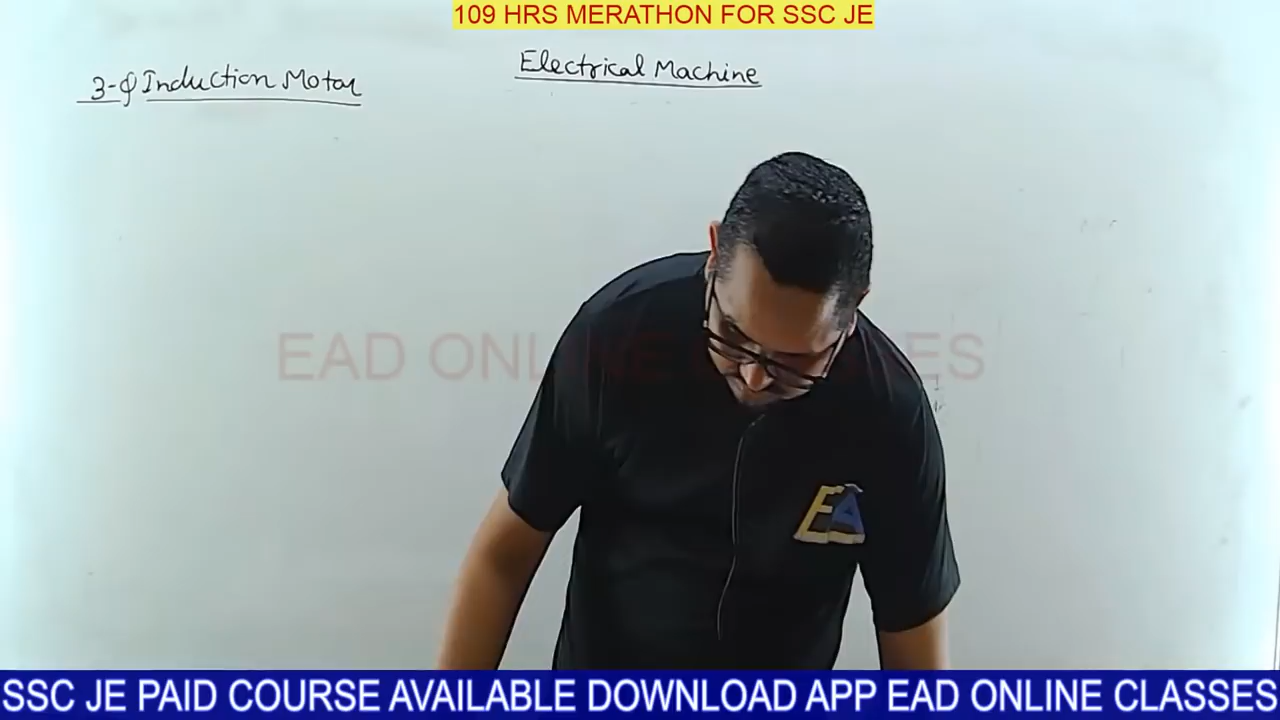 109 HRS MERATHON FOR SSC JE
Electrical Machine
3-φ Induction Motor
EAD ONLINE CLASSES
EA
SSC JE PAID COURSE AVAILABLE DOWNLOAD APP EAD ONLINE CLASSES